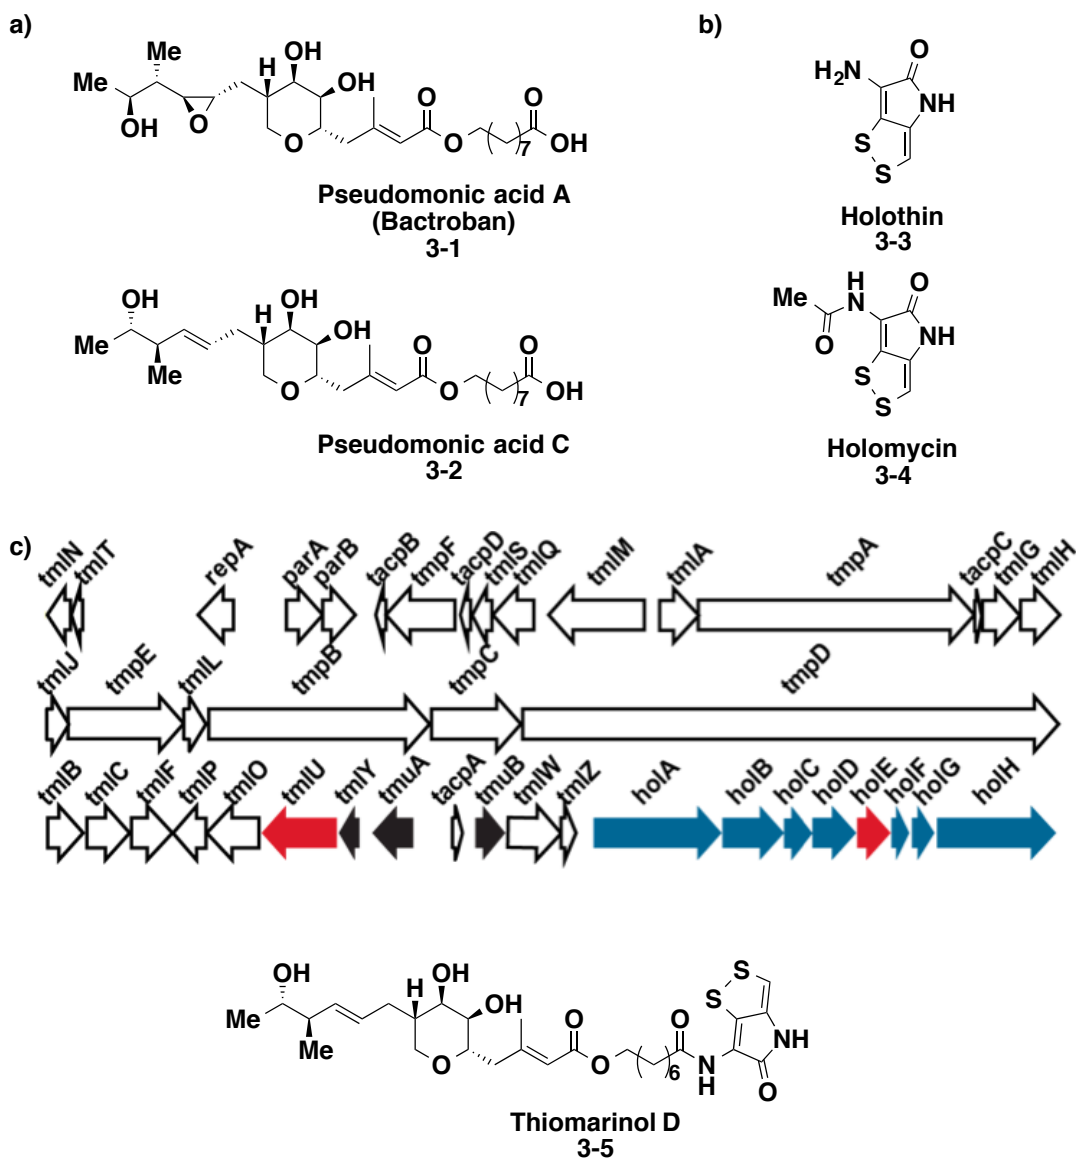 a)
Me
Me
OH
O
H
OH
OH
O
O
O
7
O
OH
Pseudomonic acid A
(Bactroban)
3-1
OH
Me
Me
H
OH
OH
O
O
O
7
O
OH
Pseudomonic acid C
3-2
b)
H2N
O
NH
S
S
Holothin
3-3
Me
H
N
O
O
NH
S
S
Holomycin
3-4
c)
tmlN tmlT repA parA parB tacpB tmpF tacpD tmlS tmlQ tmlM tmlA tmpA tacpC tmlG tmlH
tmlJ tmpE tmlL tmpB tmpC tmpD
tmlB tmlC tmlF tmlP tmlO tmlU tmlY tmuA tacpA tmuB tmlW tmlZ holA holB holC holD holE holF holG holH
OH
Me
Me
H
OH
OH
O
O
O
6
O
N
H
S
S
NH
O
Thiomarinol D
3-5